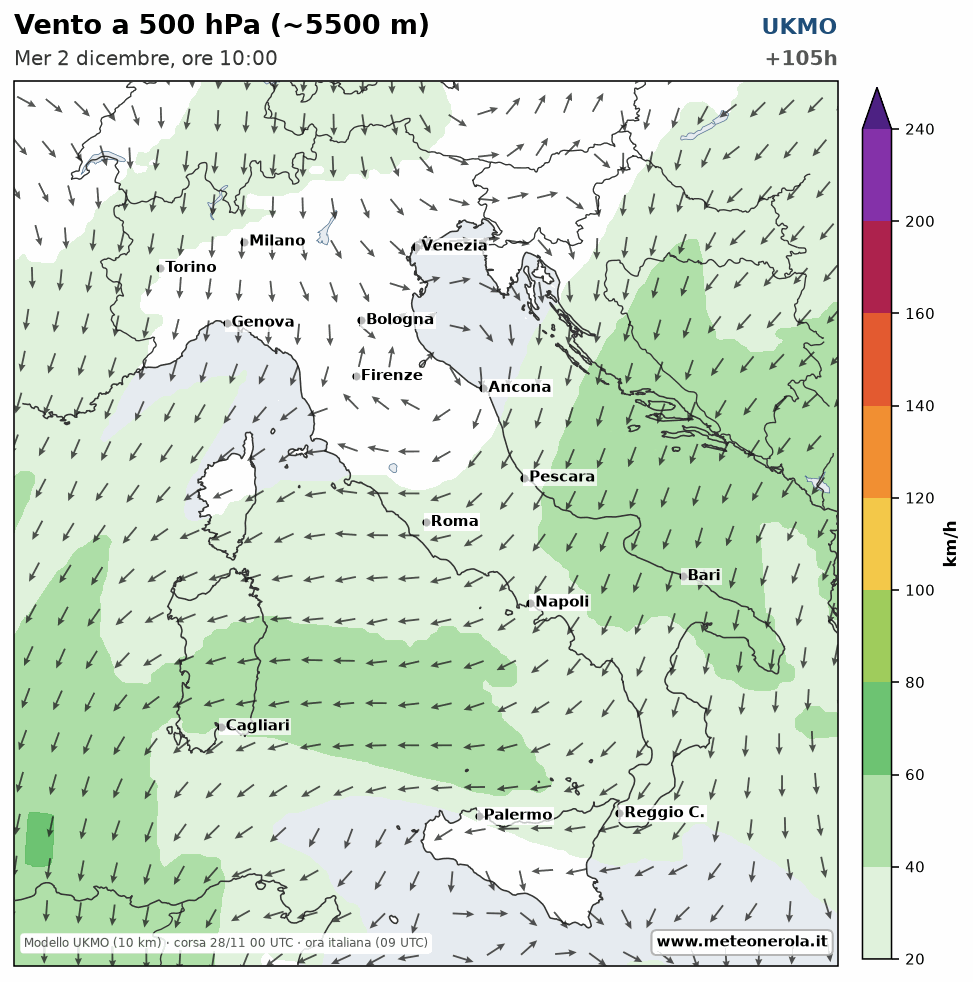 Vento a 500 hPa (~5500 m)
UKMO
Mer 2 dicembre, ore 10:00
+105h
240
200
160
140
120
100
80
60
40
20
km/h
Milano
Venezia
Torino
Genova
Bologna
Firenze
Ancona
Pescara
Roma
Bari
Napoli
Cagliari
Palermo
Reggio C.
Modello UKMO (10 km) · corsa 28/11 00 UTC · ora italiana (09 UTC)
www.meteonerola.it